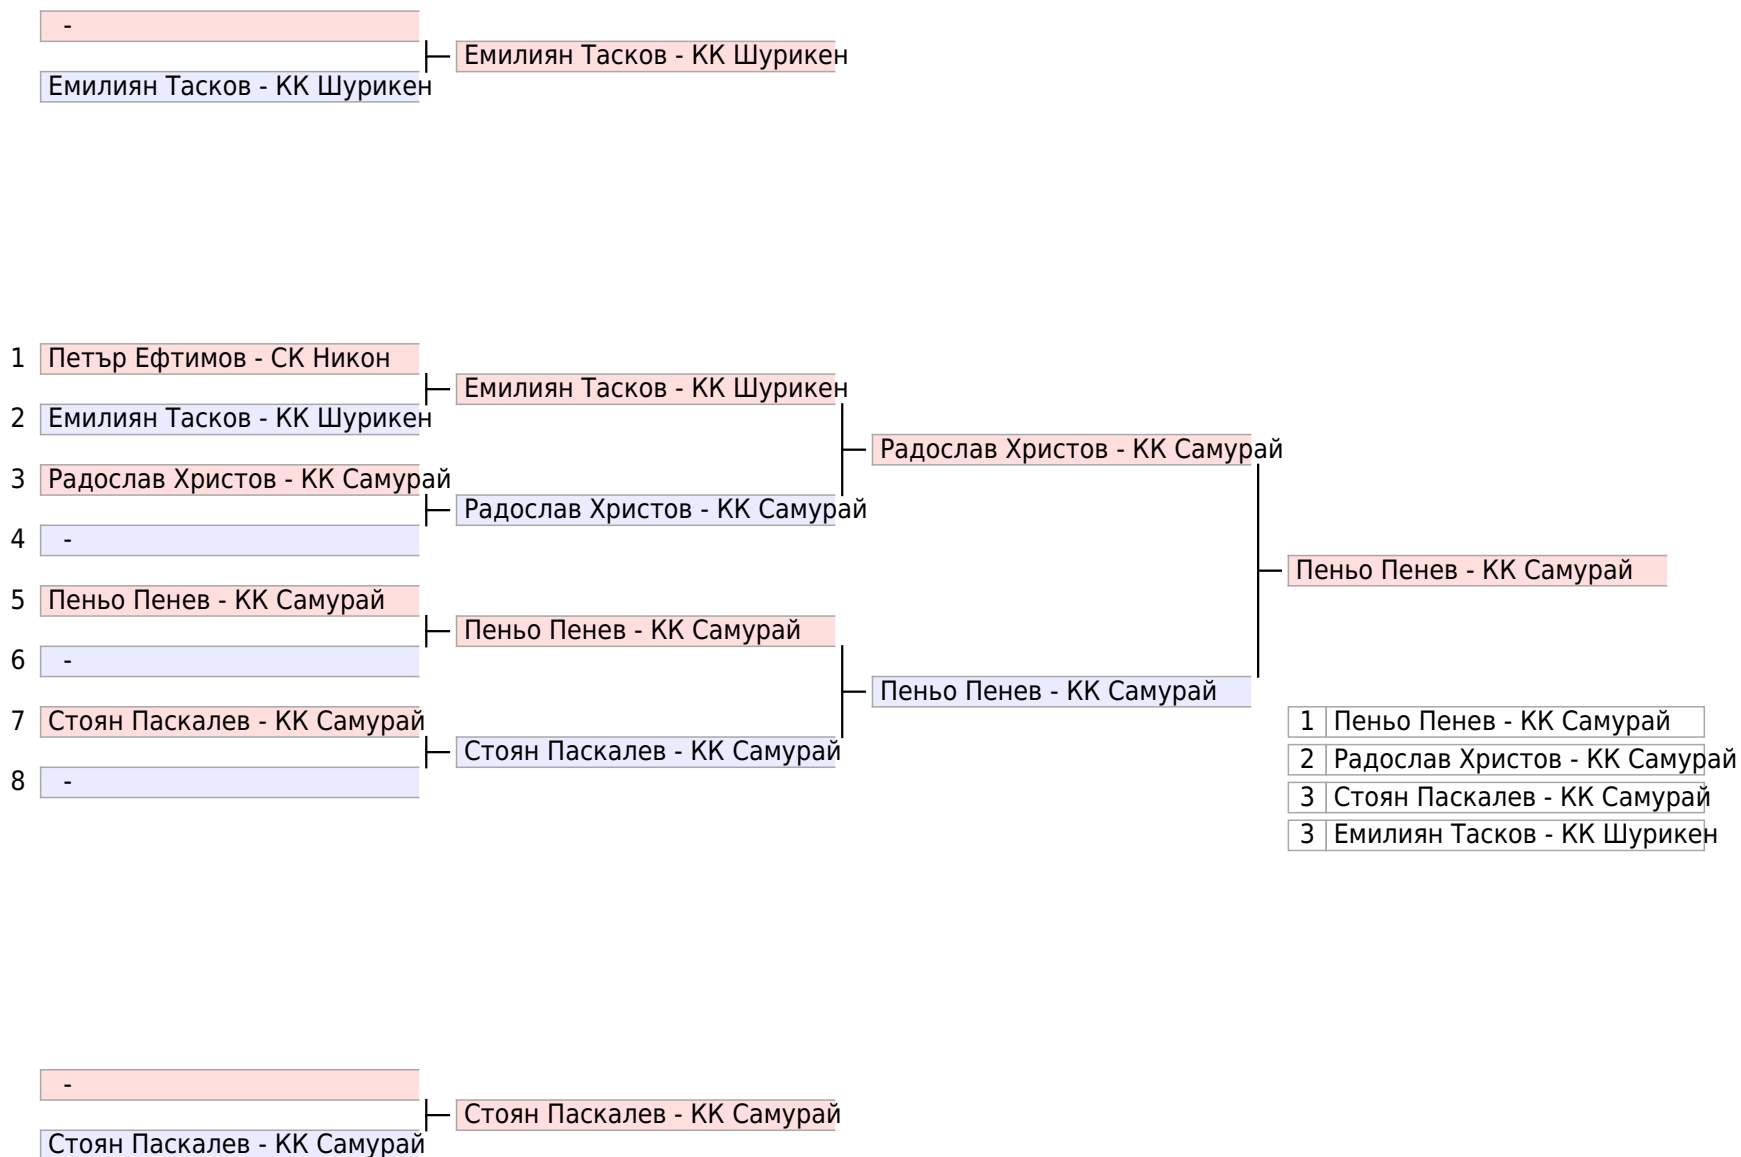 -
Емилиян Тасков - КК Шурикен
Емилиян Тасков - КК Шурикен
1 Петър Ефтимов - СК Никон
Емилиян Тасков - КК Шурикен
2 Емилиян Тасков - КК Шурикен
Радослав Христов - КК Самурай
3 Радослав Христов - КК Самурай
Радослав Христов - КК Самурай
4 -
Пеньо Пенев - КК Самурай
5 Пеньо Пенев - КК Самурай
Пеньо Пенев - КК Самурай
6 -
Пеньо Пенев - КК Самурай
7 Стоян Паскалев - КК Самурай
Стоян Паскалев - КК Самурай
8 -
1 Пеньо Пенев - КК Самурай
2 Радослав Христов - КК Самурай
3 Стоян Паскалев - КК Самурай
3 Емилиян Тасков - КК Шурикен
-
Стоян Паскалев - КК Самурай
Стоян Паскалев - КК Самурай